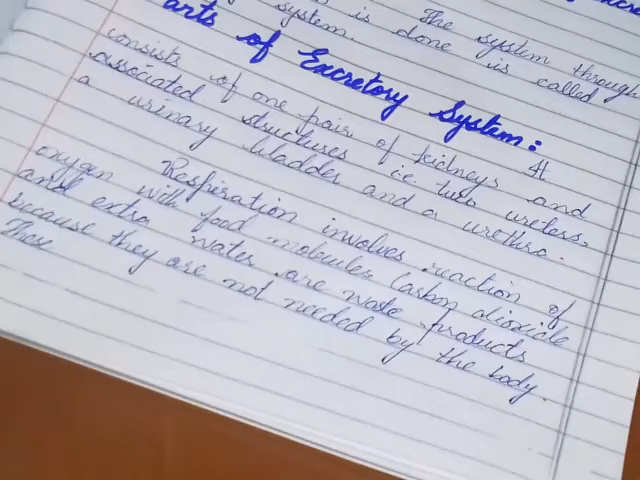 The system through
is done is called
system.
arts of Excretory System:
It
consists of one pair of kidneys and
associated structures i.e. two ureters.
a urinary bladder and a urethra.
Respiration involves reaction of
oxygen with food molecules Carbon dioxide
and extra water are waste products
because they are not needed by the body.
These